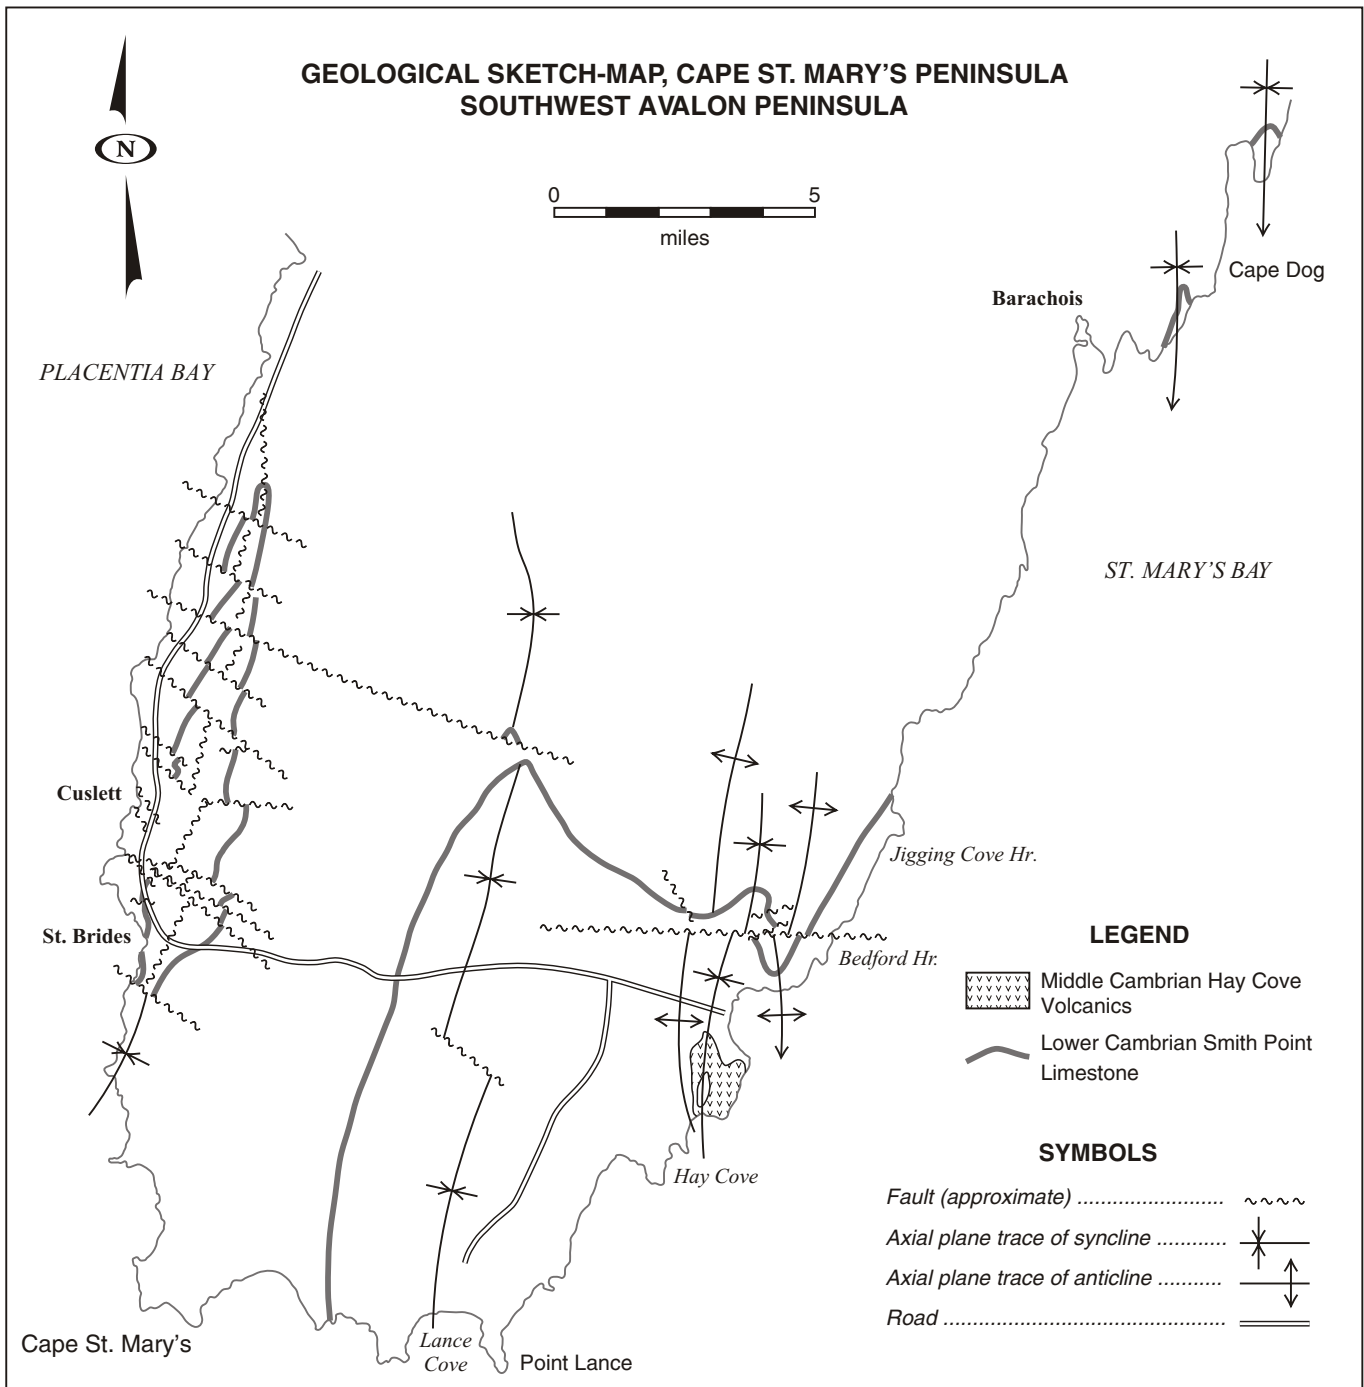 GEOLOGICAL SKETCH-MAP, CAPE ST. MARY'S PENINSULA
SOUTHWEST AVALON PENINSULA
N
0 5
miles
Cape Dog
Barachois
PLACENTIA BAY
ST. MARY'S BAY
Cuslett
Jigging Cove Hr.
St. Brides
Bedford Hr.
LEGEND
Middle Cambrian Hay Cove
Volcanics
Lower Cambrian Smith Point
Limestone
SYMBOLS
Hay Cove
Fault (approximate) ..........................
Axial plane trace of syncline ............
Axial plane trace of anticline ...........
Road ................................................
Cape St. Mary's
Lance
Cove
Point Lance